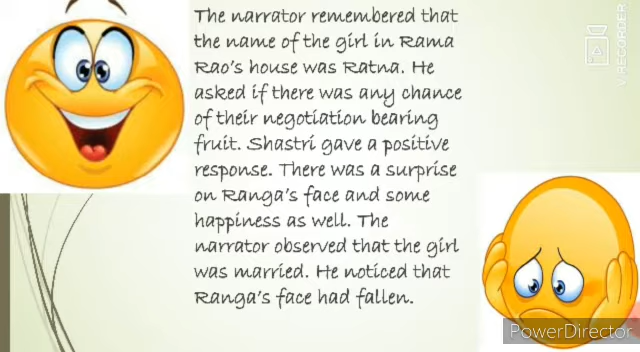 The narrator remembered that
the name of the girl in Rama
Rao's house was Ratna. He
asked if there was any chance
of their negotiation bearing
fruit. Shastri gave a positive
response. There was a surprise
on Ranga's face and some
happiness as well. The
narrator observed that the girl
was married. He noticed that
Ranga's face had fallen.
V.RECORDER
PowerDirector